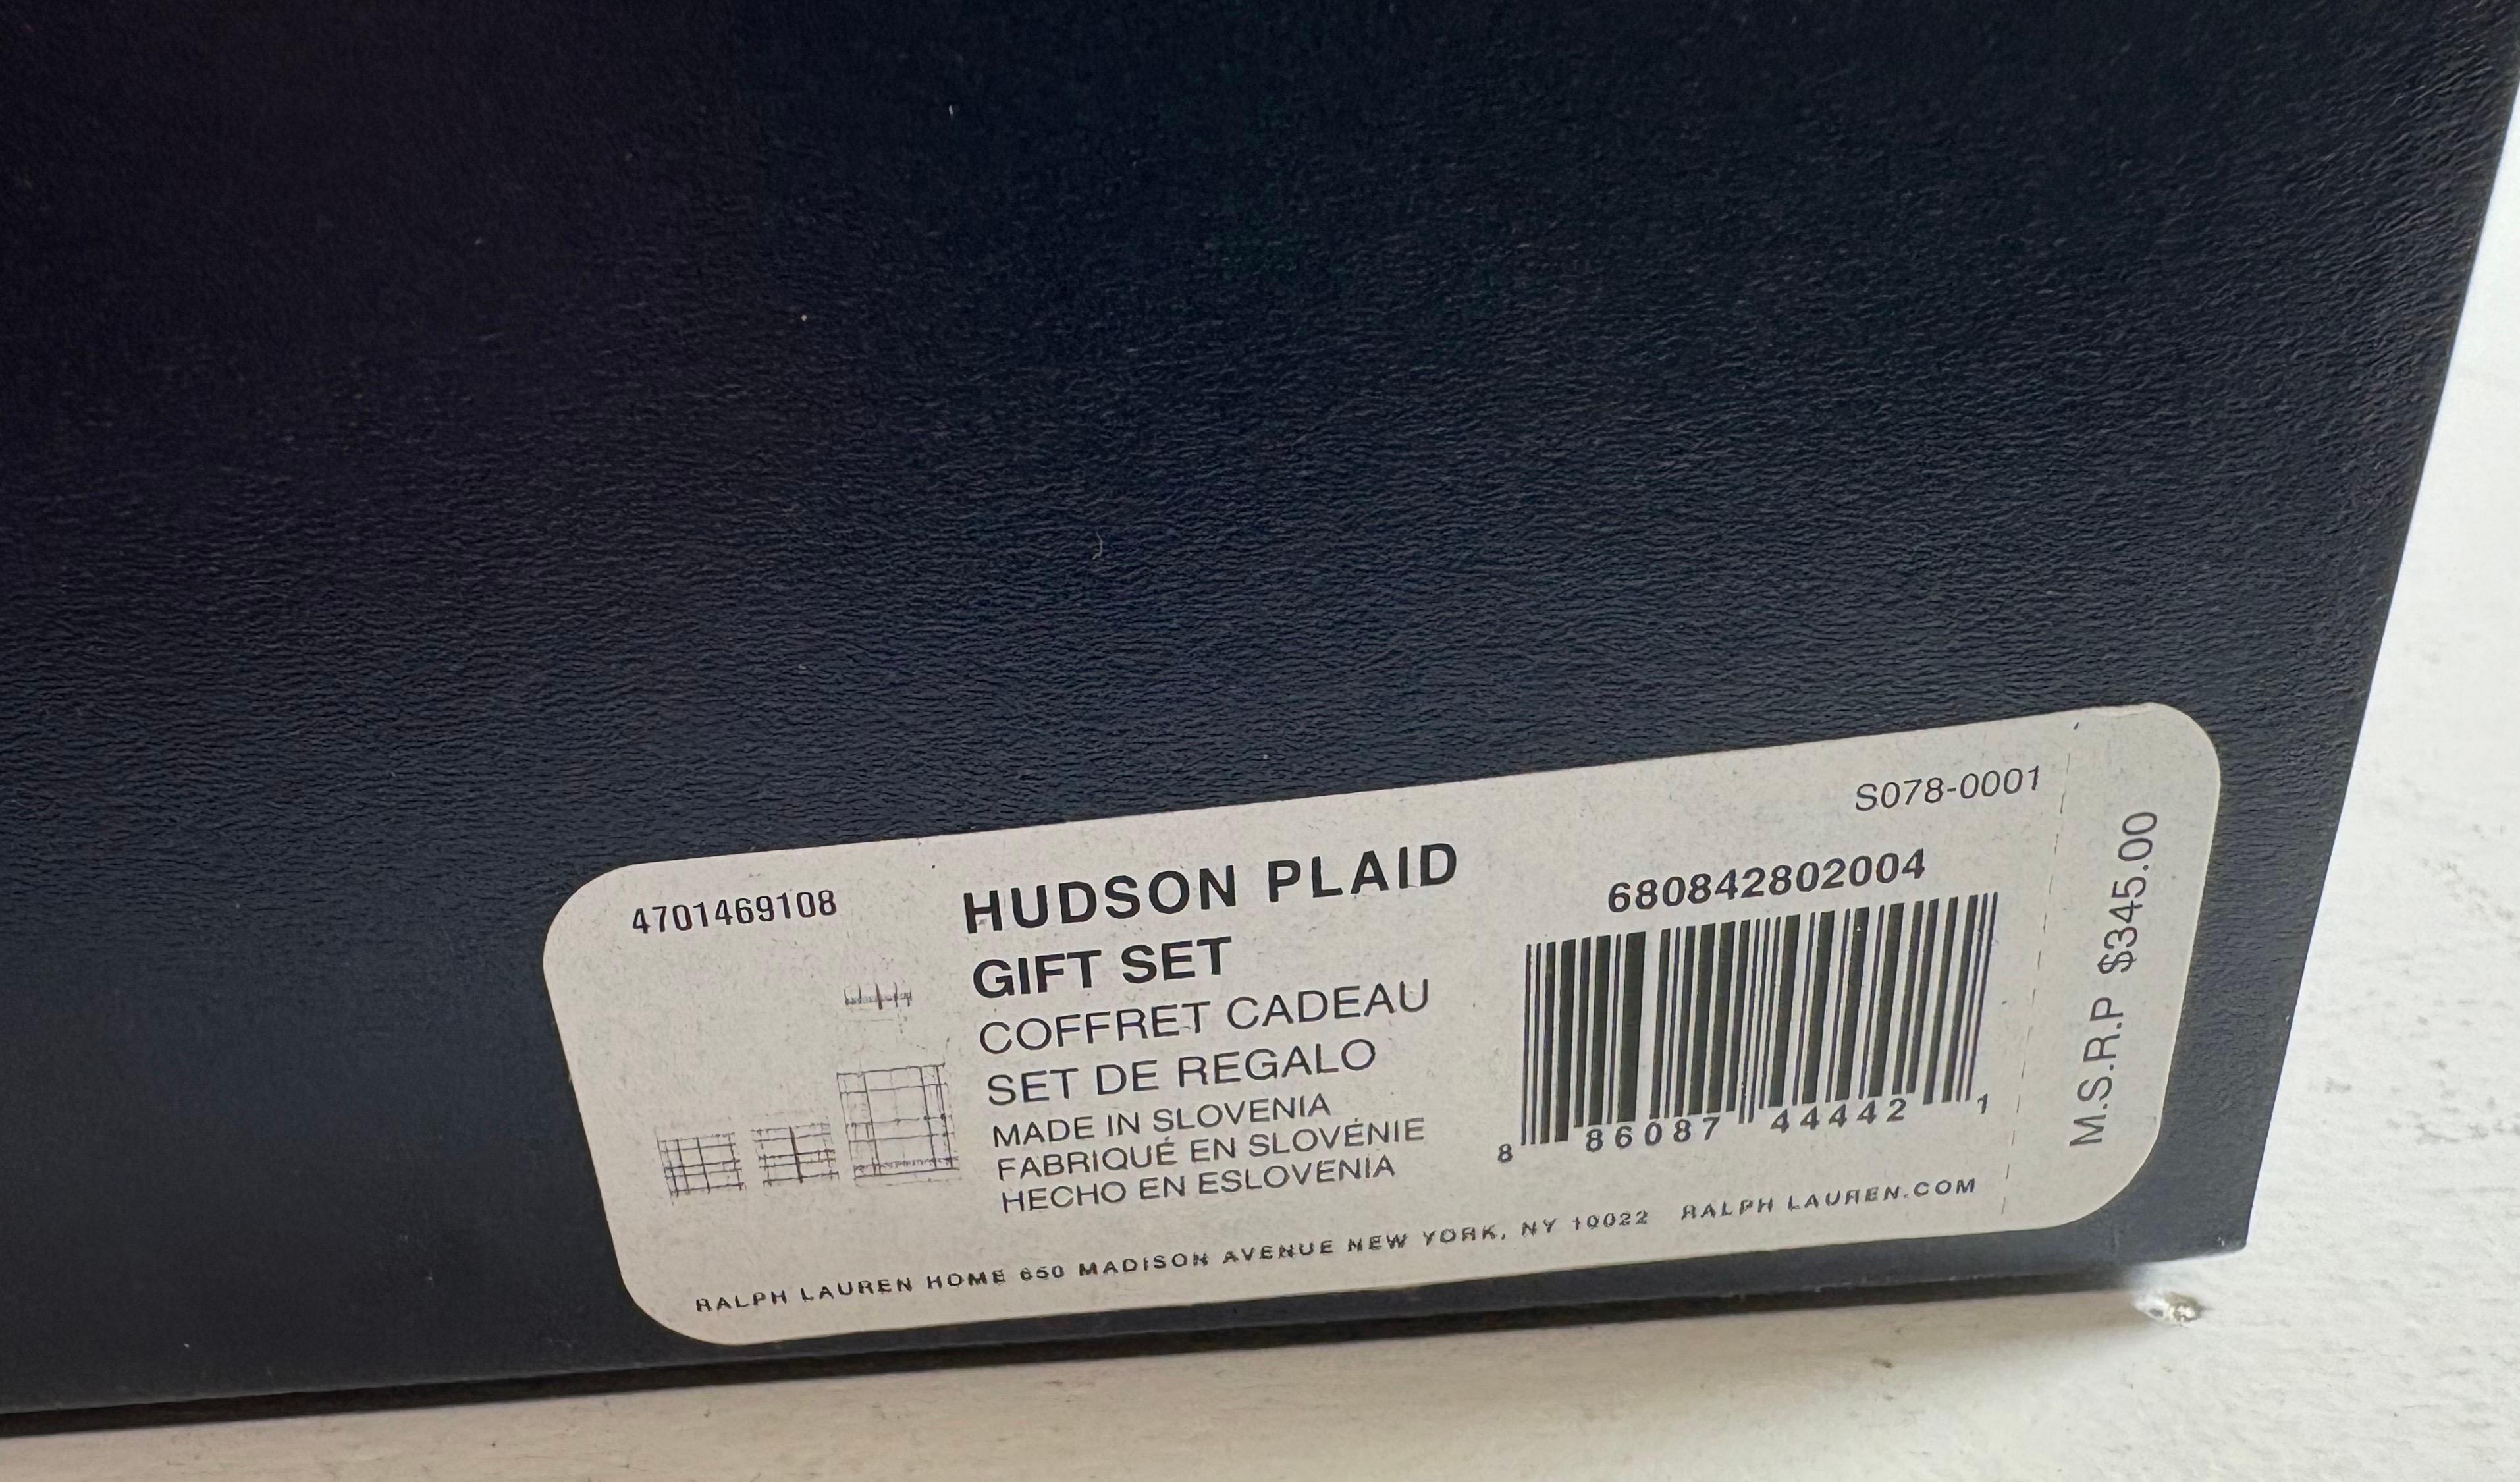 S078-0001
4701469108
HUDSON PLAID
GIFT SET
COFFRET CADEAU
SET DE REGALO
MADE IN SLOVENIA
FABRIQUÉ EN SLOVÉNIE
HECHO EN ESLOVENIA
680842802004
8 86087 44442 1
M.S.R.P $345.00
RALPH LAUREN HOME 650 MADISON AVENUE NEW YORK, NY 10022 RALPH LAUREN.COM